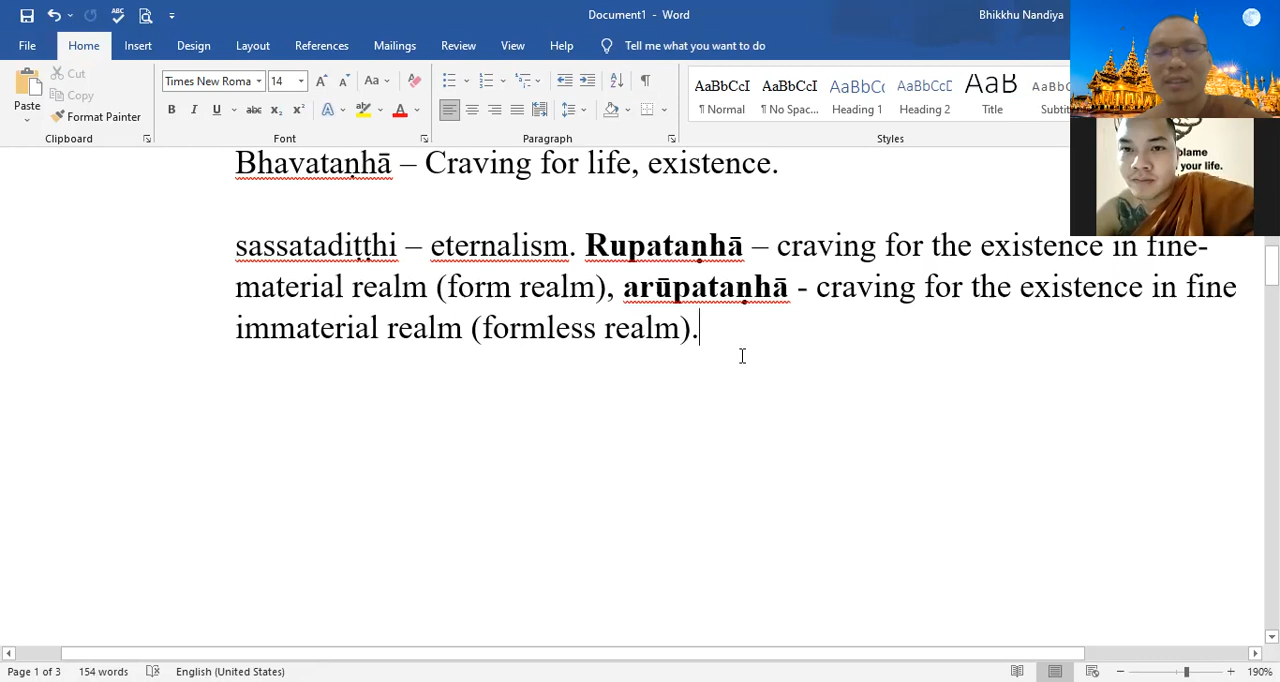 Document1 - Word
Bhikkhu Nandiya
File Home Insert Design Layout References Mailings Review View Help Tell me what you want to do
Cut
Copy
Paste
Format Painter
Clipboard
Times New Roma 14
Font
Paragraph
AaBbCcI AaBbCcI AaBbCc AaBbCcD AaB AaBbCc
¶ Normal ¶ No Spac... Heading 1 Heading 2 Title Subti
Styles
blame
your life.
Bhavataṇhā – Craving for life, existence.
sassatadiṭṭhi – eternalism. Rupataṇhā – craving for the existence in fine-
material realm (form realm), arūpataṇhā - craving for the existence in fine
immaterial realm (formless realm).
Page 1 of 3 154 words English (United States) 190%